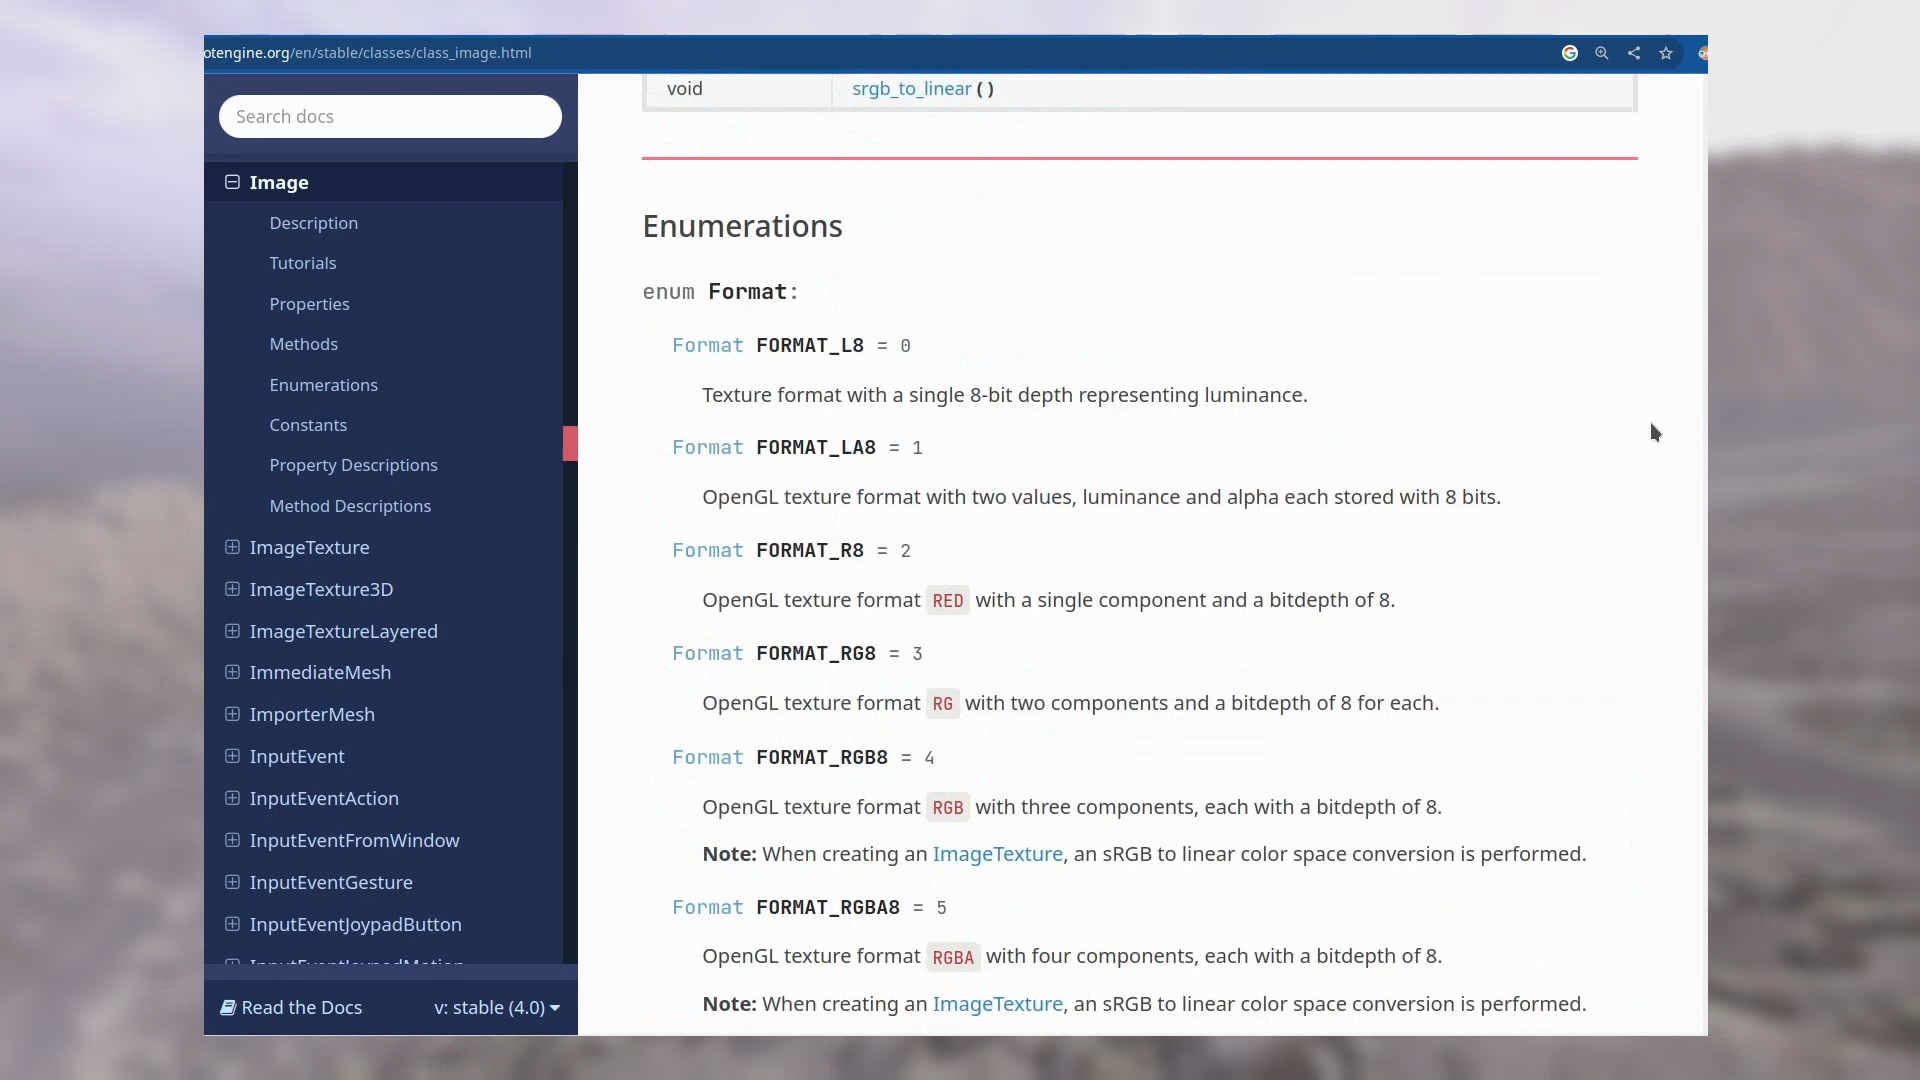 otengine.org/en/stable/classes/class_image.html
Search docs
Image
Description
Tutorials
Properties
Methods
Enumerations
Constants
Property Descriptions
Method Descriptions
ImageTexture
ImageTexture3D
ImageTextureLayered
ImmediateMesh
ImporterMesh
InputEvent
InputEventAction
InputEventFromWindow
InputEventGesture
InputEventJoypadButton
InputEventJoypadMotion
Read the Docs v: stable (4.0)
void srgb_to_linear ( )
Enumerations
enum Format:
Format FORMAT_L8 = 0
Texture format with a single 8-bit depth representing luminance.
Format FORMAT_LA8 = 1
OpenGL texture format with two values, luminance and alpha each stored with 8 bits.
Format FORMAT_R8 = 2
OpenGL texture format RED with a single component and a bitdepth of 8.
Format FORMAT_RG8 = 3
OpenGL texture format RG with two components and a bitdepth of 8 for each.
Format FORMAT_RGB8 = 4
OpenGL texture format RGB with three components, each with a bitdepth of 8.
Note: When creating an ImageTexture, an sRGB to linear color space conversion is performed.
Format FORMAT_RGBA8 = 5
OpenGL texture format RGBA with four components, each with a bitdepth of 8.
Note: When creating an ImageTexture, an sRGB to linear color space conversion is performed.